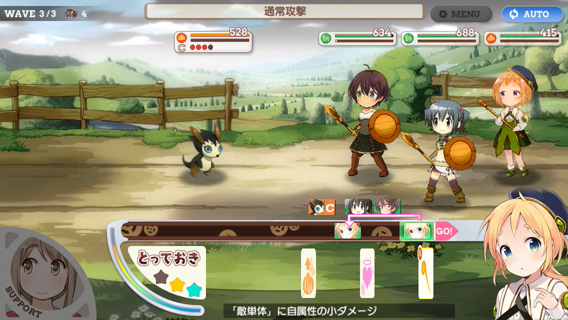 WAVE 3/3 4
通常攻撃
MENU
AUTO
528
C
634
688
415
C
GO!
とっておき
SUPPORT
「敵単体」に自属性の小ダメージ